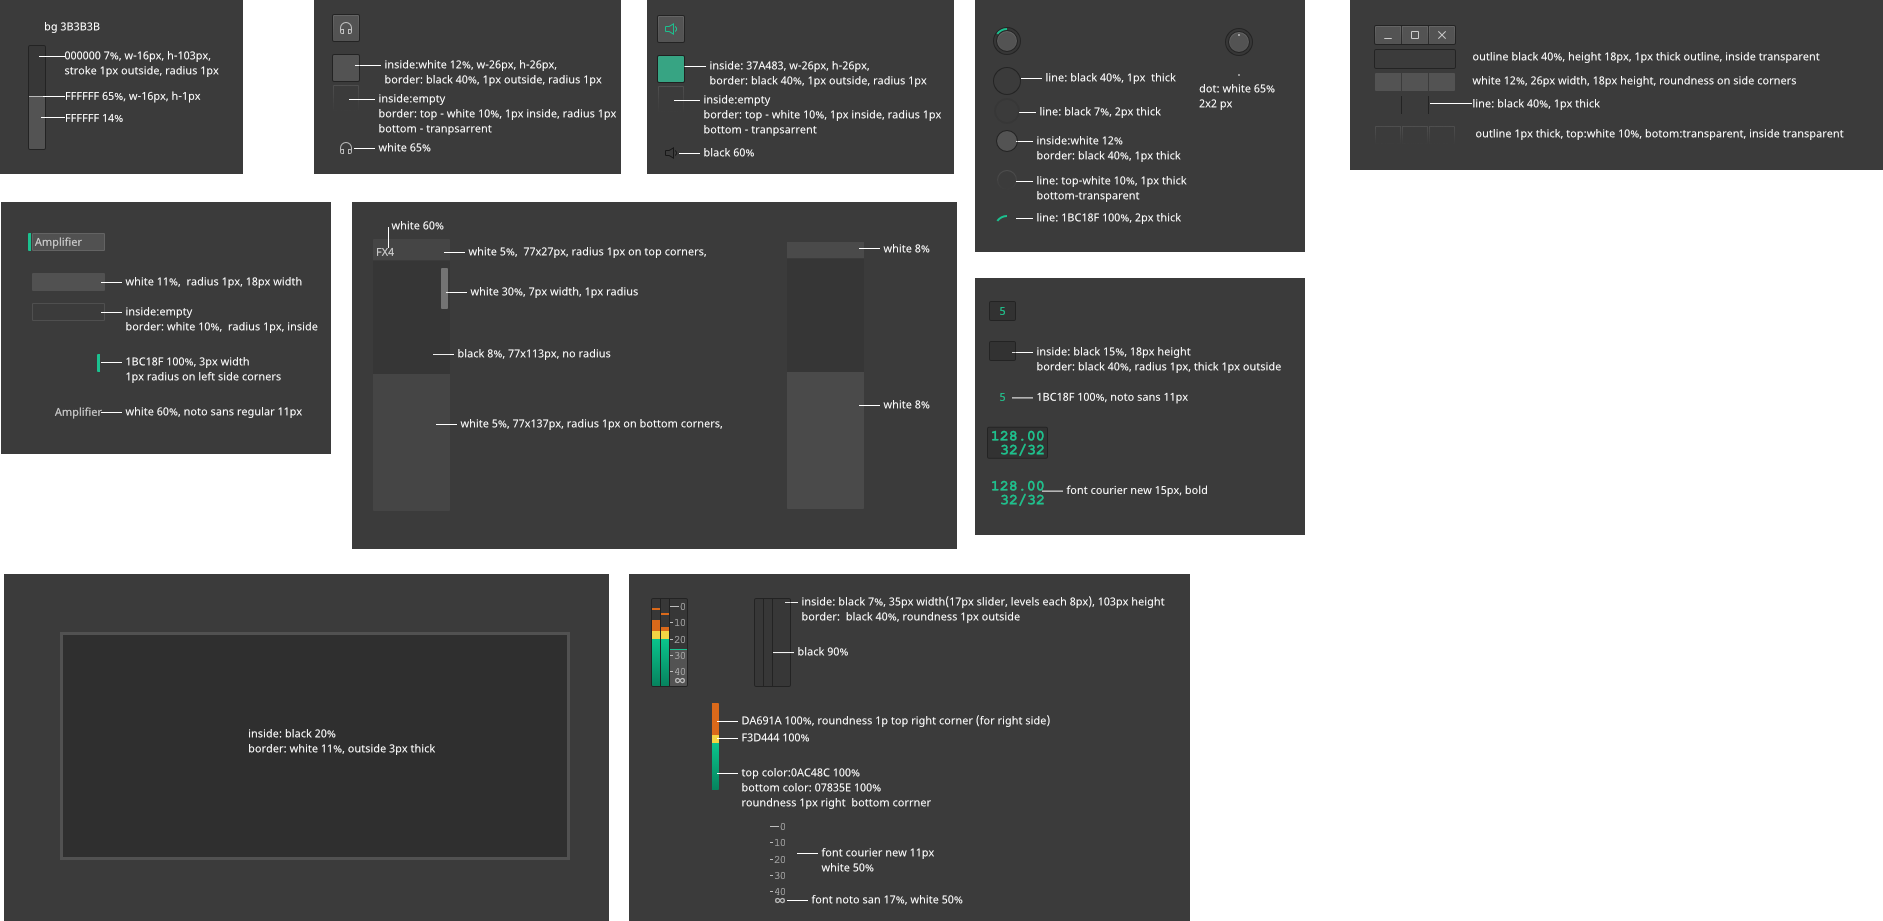 bg 3B3B3B
000000 7%, w-16px, h-103px,
stroke 1px outside, radius 1px
FFFFFF 65%, w-16px, h-1px
FFFFFF 14%
inside:white 12%, w-26px, h-26px,
border: black 40%, 1px outside, radius 1px
inside:empty
border: top - white 10%, 1px inside, radius 1px
bottom - tranpsarrent
white 65%
inside: 37A483, w-26px, h-26px,
border: black 40%, 1px outside, radius 1px
inside:empty
border: top - white 10%, 1px inside, radius 1px
bottom - tranpsarrent
black 60%
line: black 40%, 1px  thick
line: black 7%, 2px thick
inside:white 12%
border: black 40%, 1px thick
line: top-white 10%, 1px thick
bottom-transparent
line: 1BC18F 100%, 2px thick
dot: white 65%
2x2 px
outline black 40%, height 18px, 1px thick outline, inside transparent
white 12%, 26px width, 18px height, roundness on side corners
line: black 40%, 1px thick
outline 1px thick, top:white 10%, botom:transparent, inside transparent
Amplifier
white 11%,  radius 1px, 18px width
inside:empty
border: white 10%,  radius 1px, inside
1BC18F 100%, 3px width
1px radius on left side corners
Amplifier
white 60%, noto sans regular 11px
white 60%
FX4
white 5%,  77x27px, radius 1px on top corners,
white 30%, 7px width, 1px radius
black 8%, 77x113px, no radius
white 5%, 77x137px, radius 1px on bottom corners,
white 8%
white 8%
5
inside: black 15%, 18px height
border: black 40%, radius 1px, thick 1px outside
5
1BC18F 100%, noto sans 11px
128.00
32/32
128.00
32/32
font courier new 15px, bold
inside: black 20%
border: white 11%, outside 3px thick
0
10
20
30
40
∞
inside: black 7%, 35px width(17px slider, levels each 8px), 103px height
border:  black 40%, roundness 1px outside
black 90%
DA691A 100%, roundness 1p top right corner (for right side)
F3D444 100%
top color:0AC48C 100%
bottom color: 07835E 100%
roundness 1px right  bottom corrner
0
-10
-20
-30
-40
∞
font courier new 11px
white 50%
font noto san 17%, white 50%